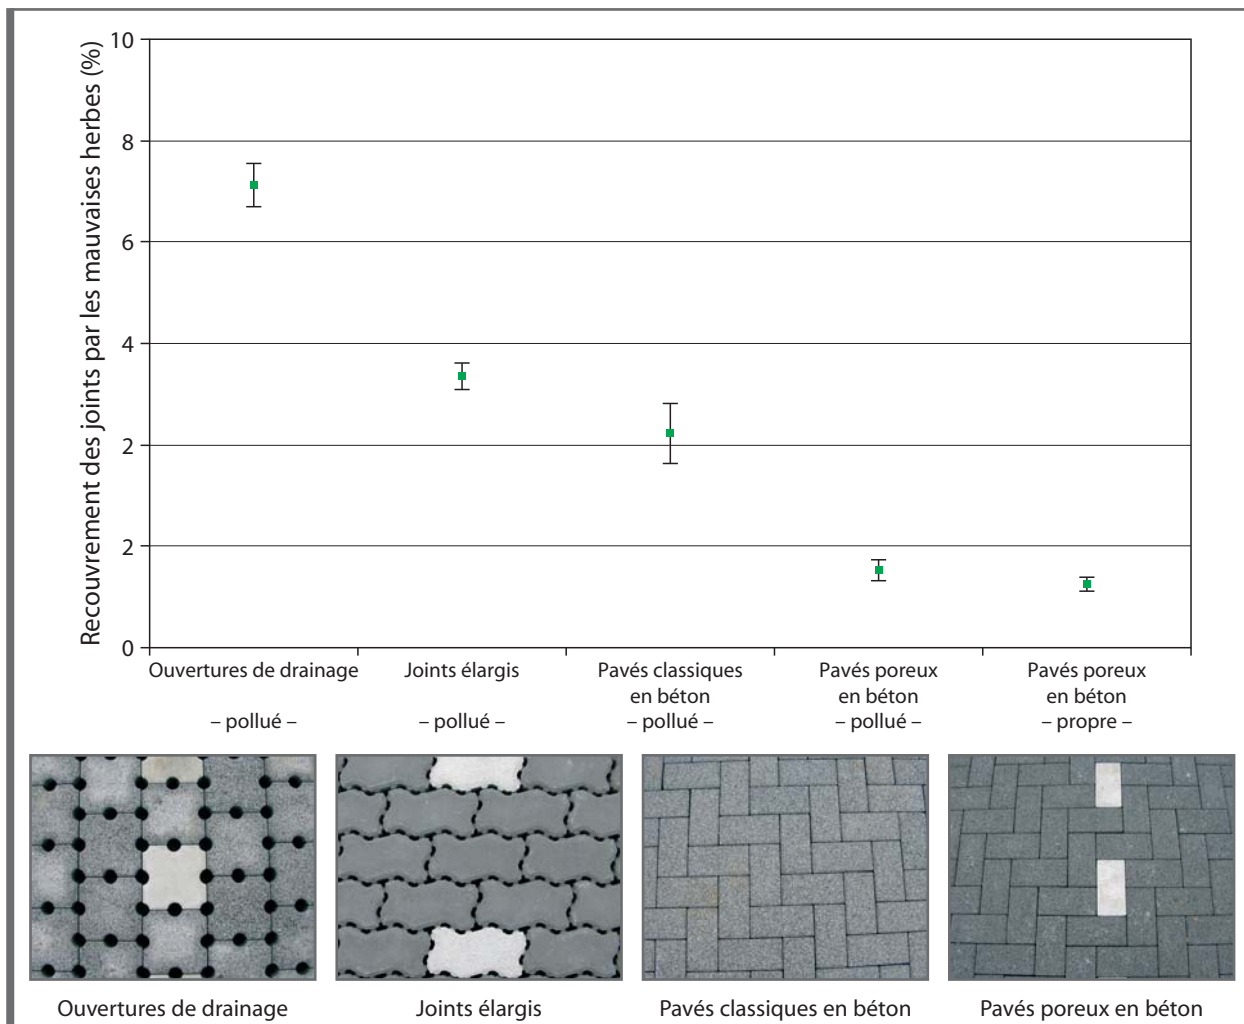 Recouvrement des joints par les mauvaises herbes (%)
10
8
6
4
2
2
0
Ouvertures de drainage
– pollué –
Joints élargis
– pollué –
Pavés classiques
en béton
– pollué –
Pavés poreux
en béton
– pollué –
Pavés poreux
en béton
– propre –
Ouvertures de drainage
Joints élargis
Pavés classiques en béton
Pavés poreux en béton